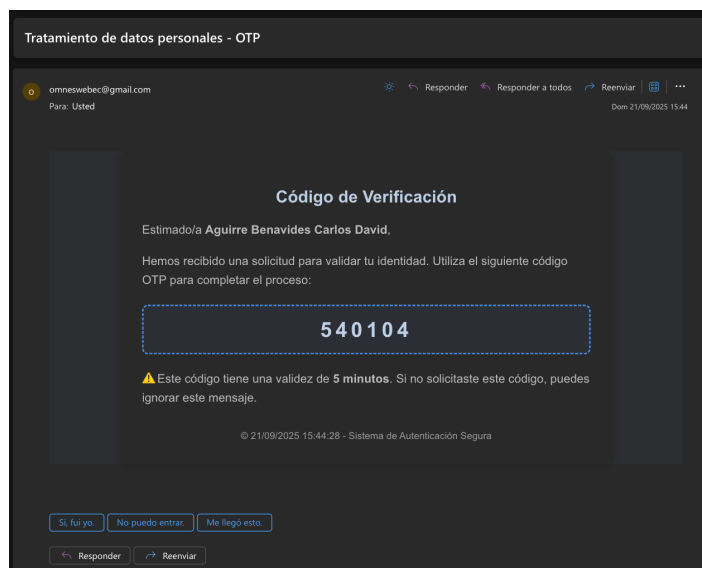 Tratamiento de datos personales - OTP
O
omneswebec@gmail.com
Responder
Responder a todos
Reenviar
Para: Usted
Dom 21/09/2025 15:44
Código de Verificación
Estimado/a Aguirre Benavides Carlos David,
Hemos recibido una solicitud para validar tu identidad. Utiliza el siguiente código
OTP para completar el proceso:
540104
⚠️Este código tiene una validez de 5 minutos. Si no solicitaste este código, puedes
ignorar este mensaje.
© 21/09/2025 15:44:28 - Sistema de Autenticación Segura
Sí, fui yo.
No puedo entrar.
Me llegó esto.
Responder
Reenviar